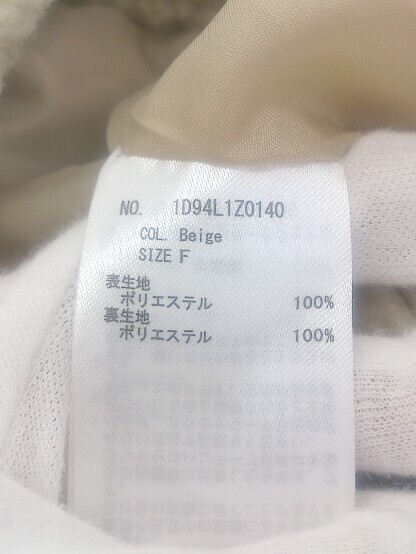 NO. 1D94L1Z0140
COL. Beige
SIZE F
表生地
ポリエステル 100%
裏生地
ポリエステル 100%